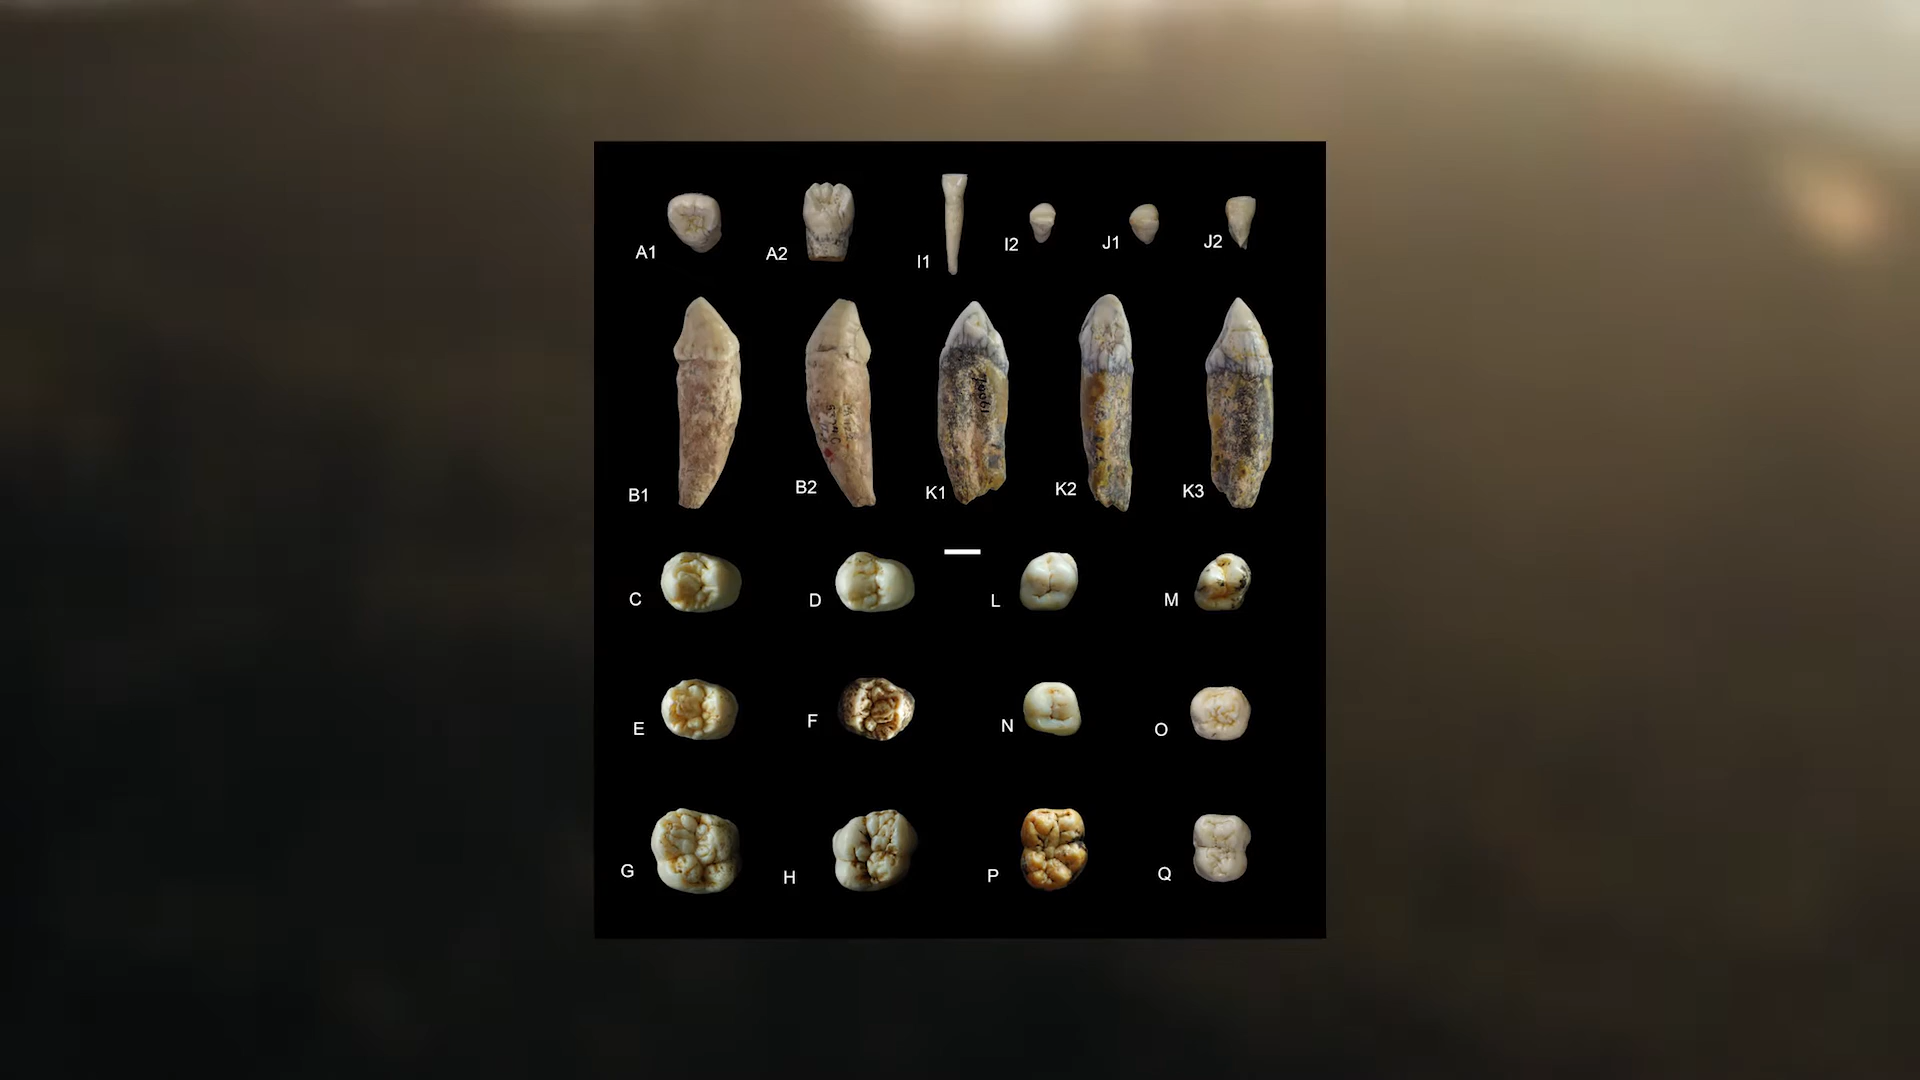 A1 A2 I1 I2 J1 J2
B1 B2 K1 K2 K3
C D L M
E F N O
G H P Q